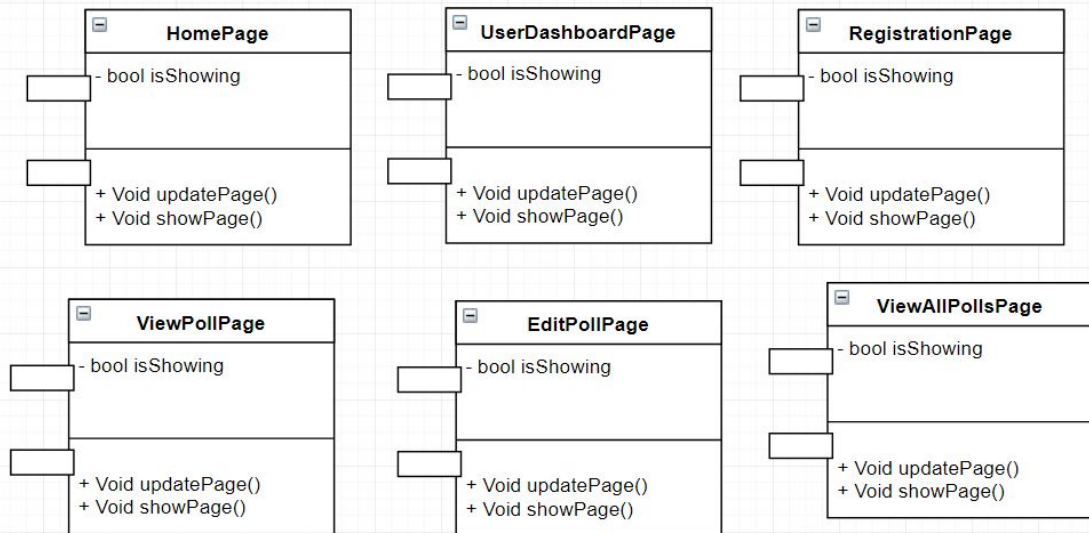 HomePage
- bool isShowing
+ Void updatePage()
+ Void showPage()
UserDashboardPage
- bool isShowing
+ Void updatePage()
+ Void showPage()
RegistrationPage
- bool isShowing
+ Void updatePage()
+ Void showPage()
ViewPollPage
- bool isShowing
+ Void updatePage()
+ Void showPage()
EditPollPage
- bool isShowing
+ Void updatePage()
+ Void showPage()
ViewAllPollsPage
- bool isShowing
+ Void updatePage()
+ Void showPage()